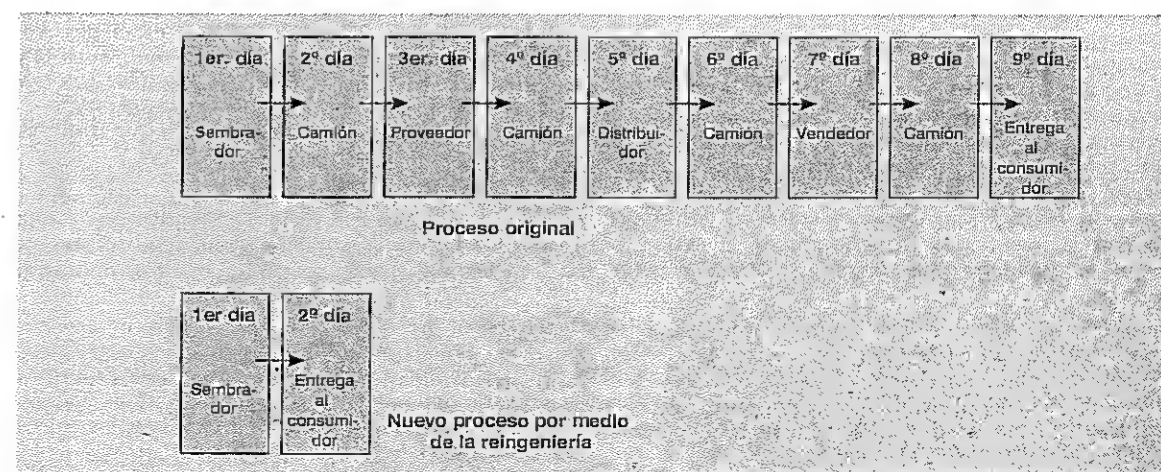 1er. día 2º día 3er. día 4º día 5º día 6º día 7º día 8º día 9º día
Sembra-
dor
Camión
Proveedor
Camión
Distribui-
dor
Camión
Vendedor
Camión
Entrega
al
consumi-
dor
Proceso original
1er día 2º día
Sembra-
dor
Entrega
al
consumi-
dor
Nuevo proceso por medio
de la reingeniería